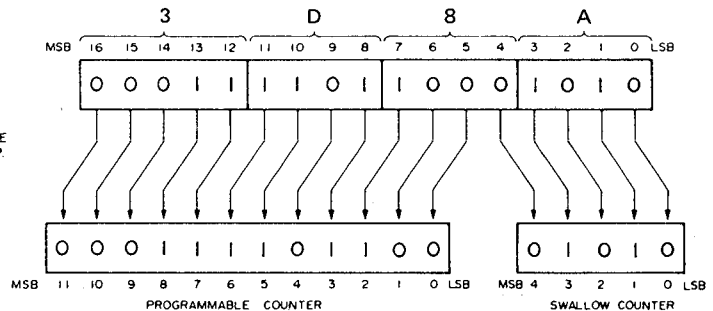 3 D 8 A
MSB 16 15 14 13 12 11 10 9 8 7 6 5 4 3 2 1 0 LSB
0 0 0 1 1 1 1 0 1 1 0 0 0 1 0 1 0
E
0 0 0 1 1 1 1 0 1 1 0 0 0 1 0 1 0
MSB 11 10 9 8 7 6 5 4 3 2 1 0 LSB MSB 4 3 2 1 0 LSB
PROGRAMMABLE COUNTER SWALLOW COUNTER